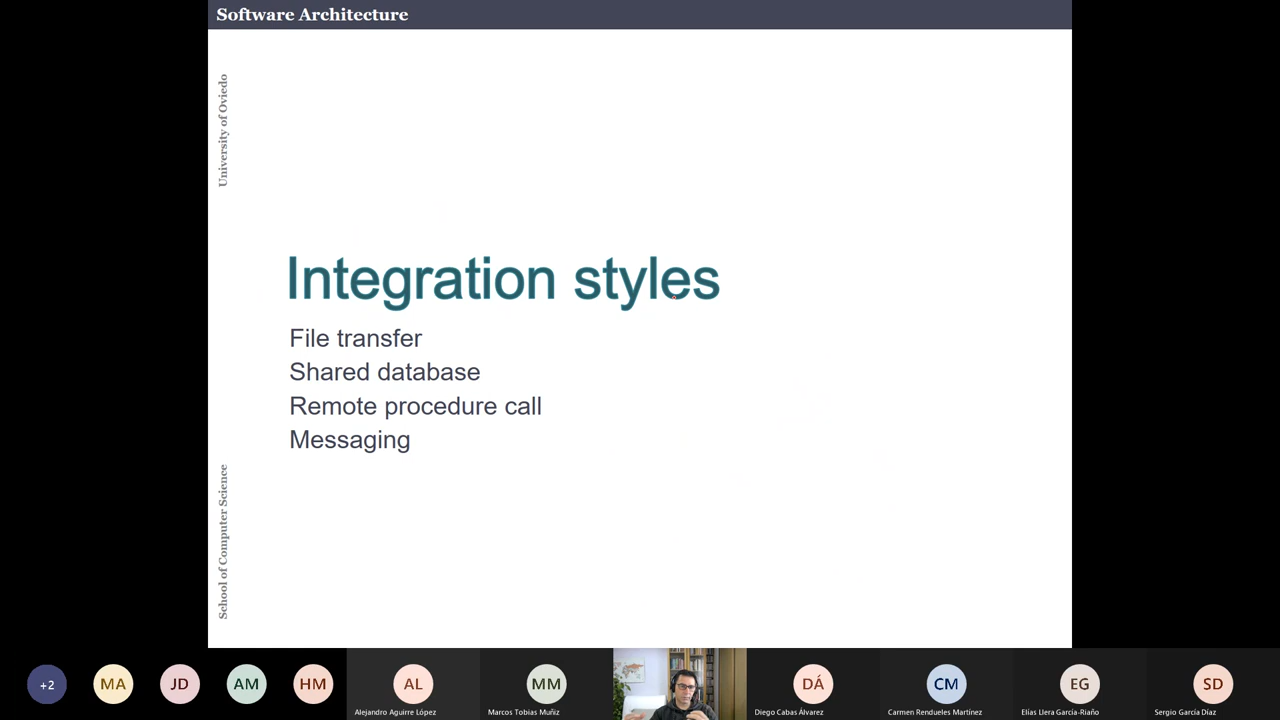 Software Architecture
University of Oviedo
Integration styles
File transfer
Shared database
Remote procedure call
Messaging
School of Computer Science
+2
MA
JD
AM
HM
AL
Alejandro Aguirre López
MM
Marcos Tobias Muñiz
DÁ
Diego Cabas Álvarez
CM
Carmen Rendueles Martínez
EG
Elías Llera García-Riaño
SD
Sergio García Díaz